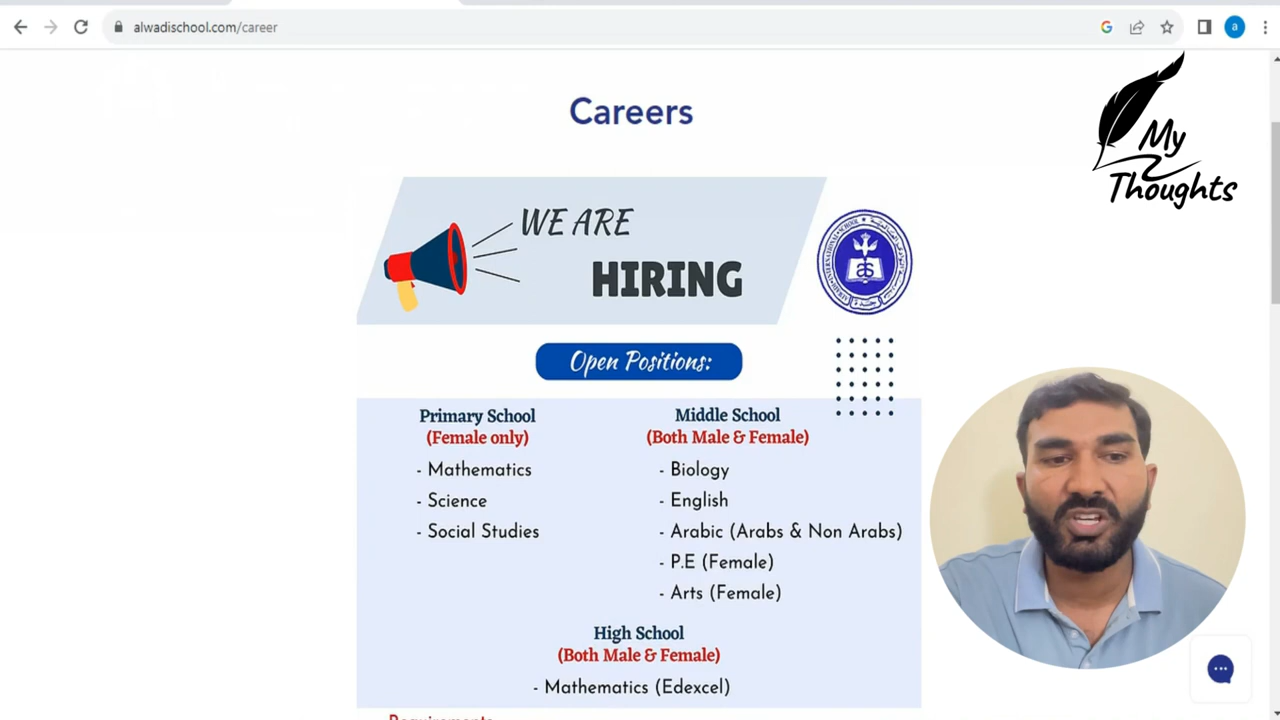 alwadischool.com/career
a
My
Thoughts
Careers
WE ARE
HIRING
Open Positions:
Primary School
(Female only)
- Mathematics
- Science
- Social Studies
Middle School
(Both Male & Female)
- Biology
- English
- Arabic (Arabs & Non Arabs)
- P.E (Female)
- Arts (Female)
High School
(Both Male & Female)
- Mathematics (Edexcel)